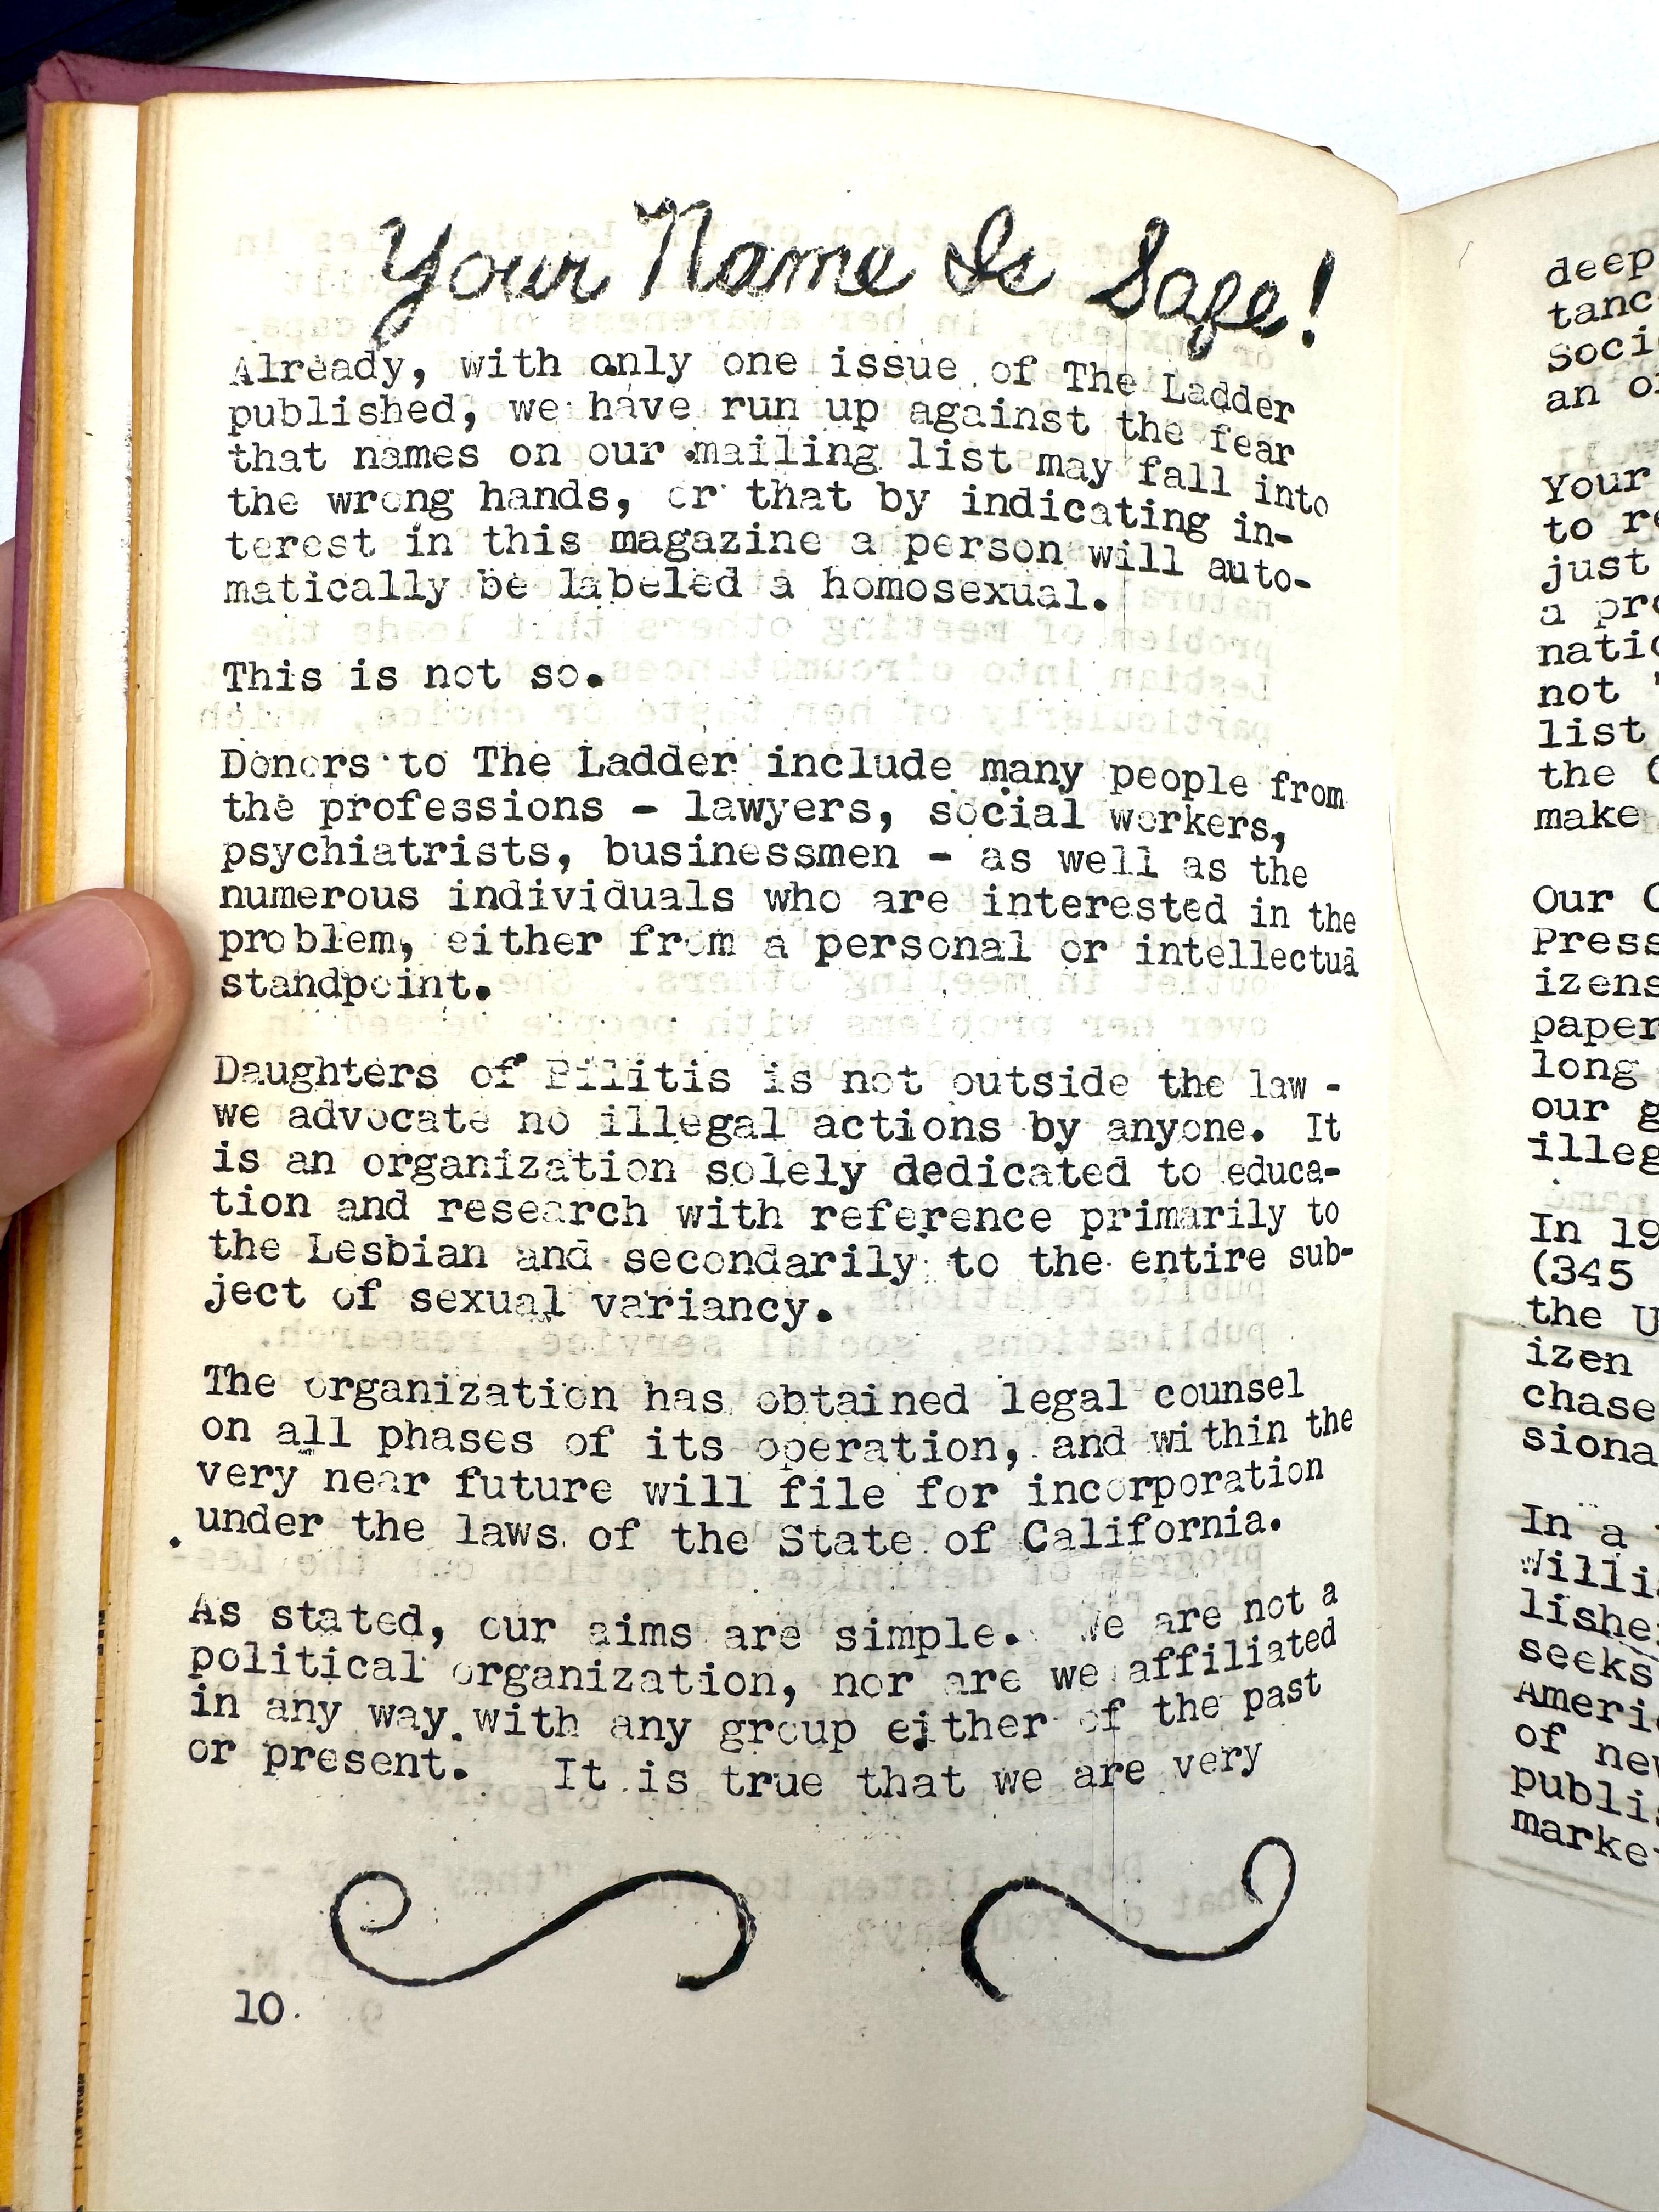 Your Name Is Safe!
Already, with only one issue of The Ladder
published, we have run up against the fear
that names on our mailing list may fall into
the wrong hands, or that by indicating in-
terest in this magazine a person will auto-
matically be labeled a homosexual.
This is not so.
Donors to The Ladder include many people from
the professions - lawyers, social workers,
psychiatrists, businessmen - as well as the
numerous individuals who are interested in the
problem, either from a personal or intellectua
standpoint.
Daughters of Bilitis is not outside the law -
we advocate no illegal actions by anyone. It
is an organization solely dedicated to educa-
tion and research with reference primarily to
the Lesbian and secondarily to the entire sub-
ject of sexual variancy.
The organization has obtained legal counsel
on all phases of its operation, and within the
very near future will file for incorporation
under the laws of the State of California.
As stated, our aims are simple. We are not a
political organization, nor are we affiliated
in any way with any group either of the past
or present. It is true that we are very
10.
deep
tanc
Soci
an o
Your
to re
just
a pro
natio
not
list
the C
make
Our C
Press
izens
paper
long
our g
illeg
In 19
(345
the U
izen
chase
siona
In a
Willi
lishe
seeks
Ameri
of new
publis
market